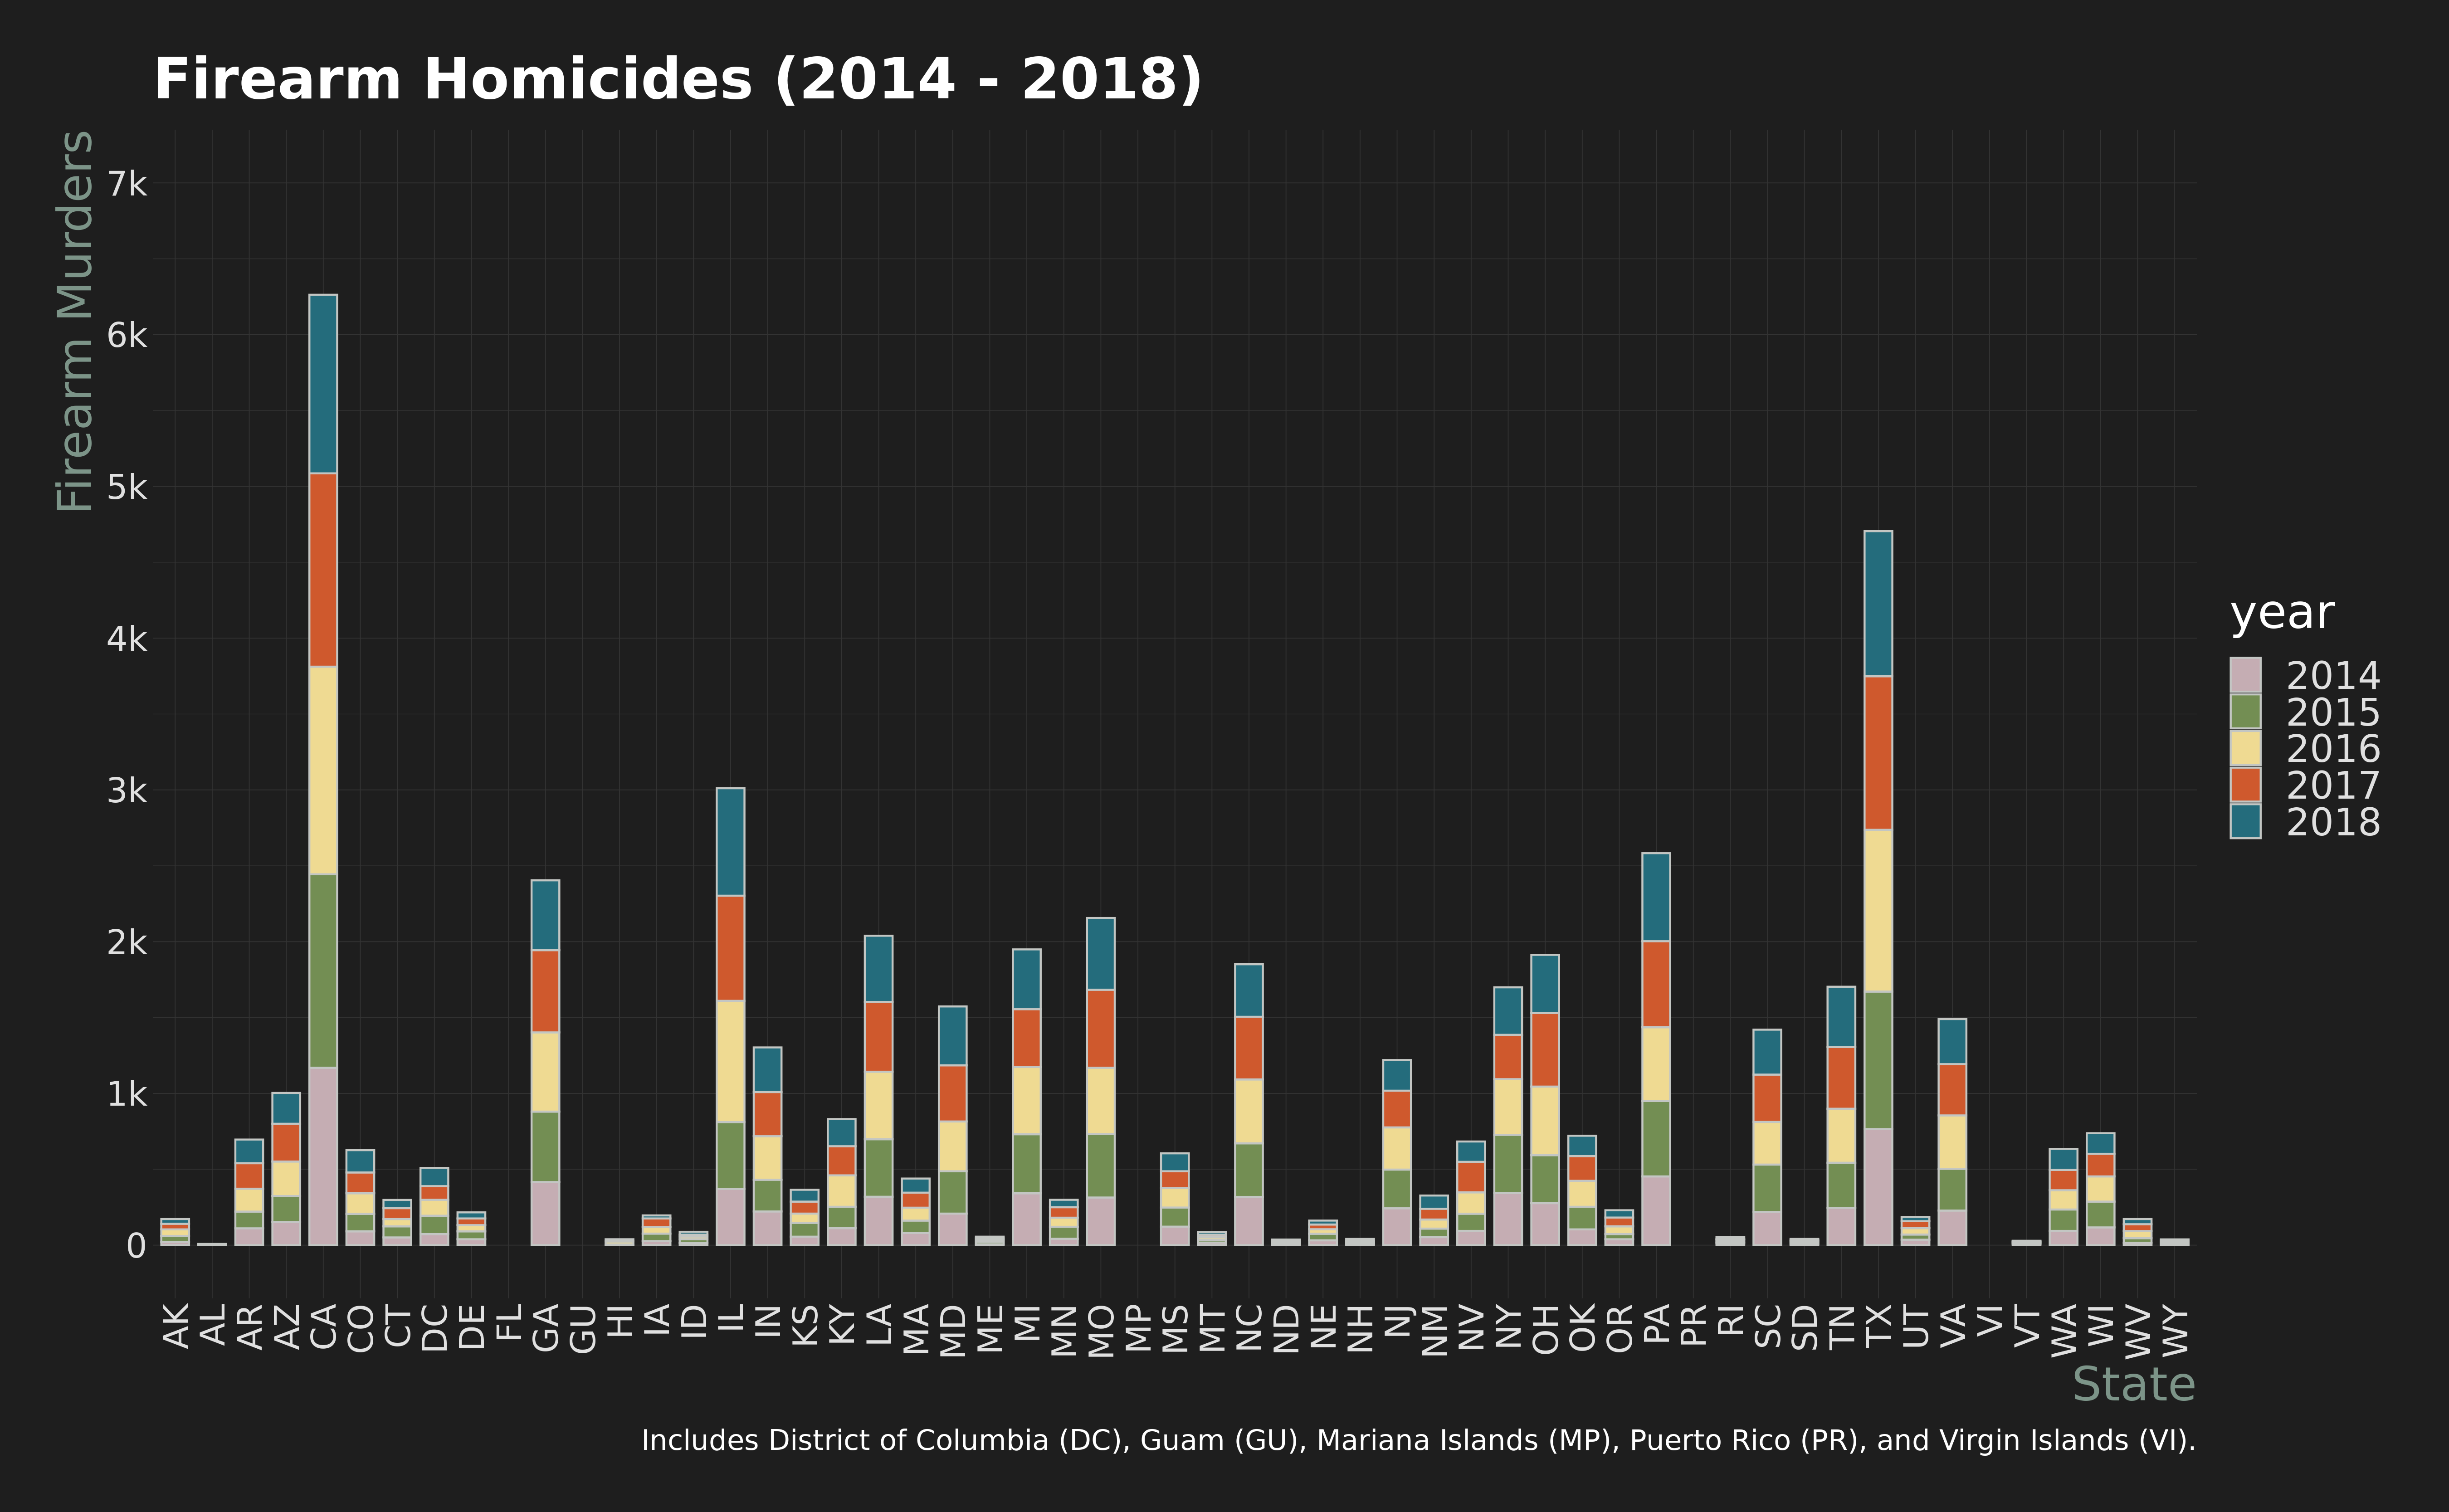 Firearm Homicides (2014 - 2018)
Firearm Murders
7k
6k
5k
4k
3k
2k
1k
0
year
2014
2015
2016
2017
2018
AK AL AR AZ CA CO CT DC DE FL GA GU HI IA ID IL IN KS KY LA MA MD ME MI MN MO MP MS MT NC ND NE NH NJ NM NV NY OH OK OR PA PR RI SC SD TN TX UT VA VI VT WA WI WV WY
State
Includes District of Columbia (DC), Guam (GU), Mariana Islands (MP), Puerto Rico (PR), and Virgin Islands (VI).